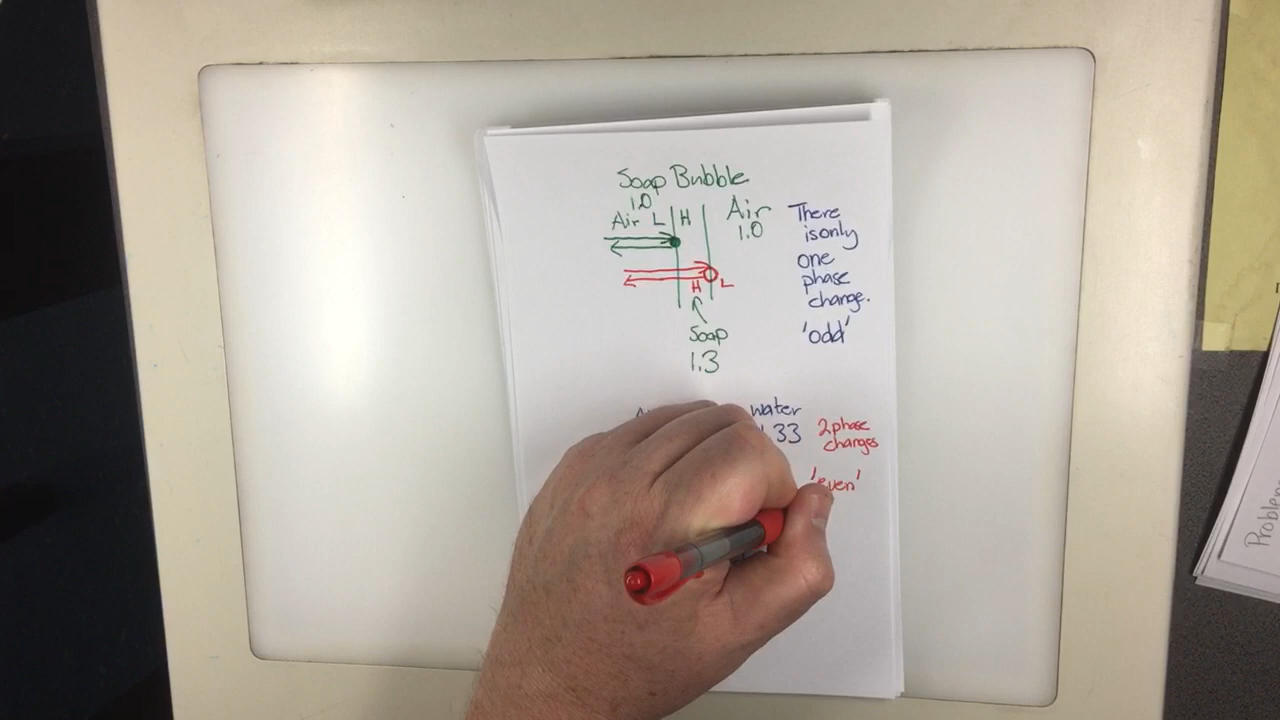 Soap Bubble
1.0
Air L H Air
1.0
H L
Soap
1.3
There
is only
one
phase
change.
'odd'
water
.33
2 phase
changes
'even'